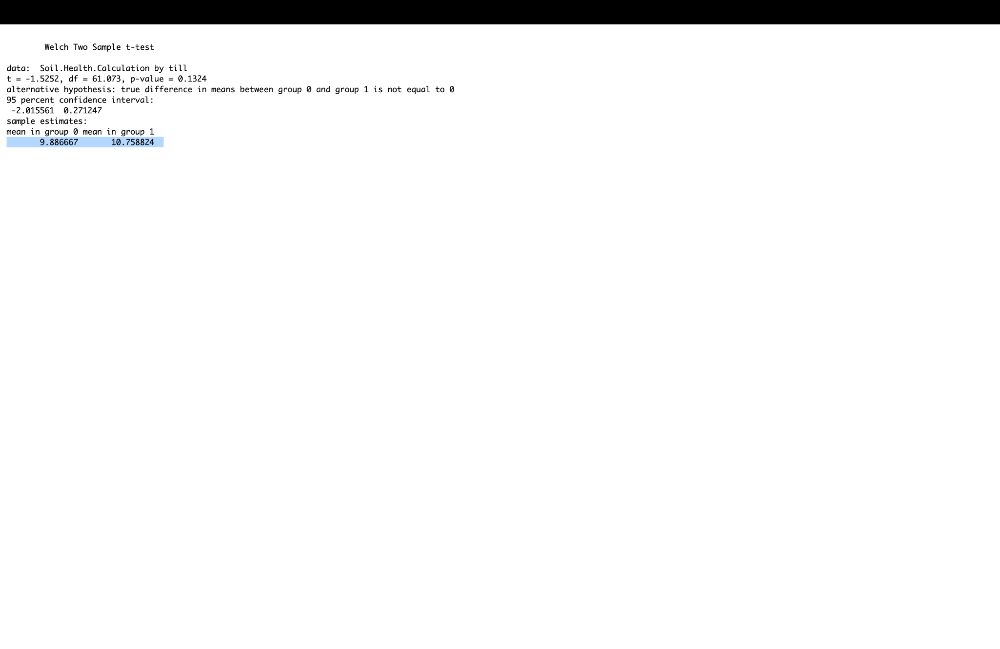 Welch Two Sample t-test
data:  Soil.Health.Calculation by till
t = -1.5252, df = 61.073, p-value = 0.1324
alternative hypothesis: true difference in means between group 0 and group 1 is not equal to 0
95 percent confidence interval:
 -2.015561  0.271247
sample estimates:
mean in group 0 mean in group 1
       9.886667       10.758824